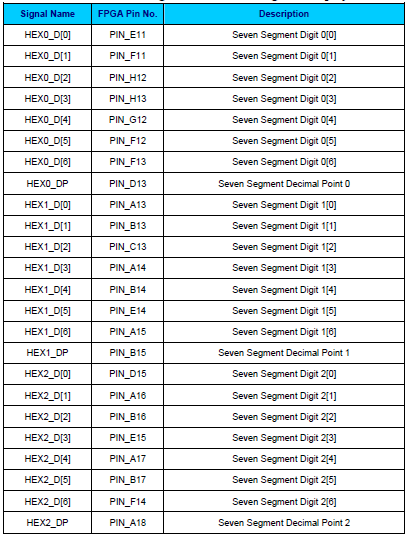 Signal Name FPGA Pin No. Description
HEX0_D[0] PIN_E11 Seven Segment Digit 0[0]
HEX0_D[1] PIN_F11 Seven Segment Digit 0[1]
HEX0_D[2] PIN_H12 Seven Segment Digit 0[2]
HEX0_D[3] PIN_H13 Seven Segment Digit 0[3]
HEX0_D[4] PIN_G12 Seven Segment Digit 0[4]
HEX0_D[5] PIN_F12 Seven Segment Digit 0[5]
HEX0_D[6] PIN_F13 Seven Segment Digit 0[6]
HEX0_DP PIN_D13 Seven Segment Decimal Point 0
HEX1_D[0] PIN_A13 Seven Segment Digit 1[0]
HEX1_D[1] PIN_B13 Seven Segment Digit 1[1]
HEX1_D[2] PIN_C13 Seven Segment Digit 1[2]
HEX1_D[3] PIN_A14 Seven Segment Digit 1[3]
HEX1_D[4] PIN_B14 Seven Segment Digit 1[4]
HEX1_D[5] PIN_E14 Seven Segment Digit 1[5]
HEX1_D[6] PIN_A15 Seven Segment Digit 1[6]
HEX1_DP PIN_B15 Seven Segment Decimal Point 1
HEX2_D[0] PIN_D15 Seven Segment Digit 2[0]
HEX2_D[1] PIN_A16 Seven Segment Digit 2[1]
HEX2_D[2] PIN_B16 Seven Segment Digit 2[2]
HEX2_D[3] PIN_E15 Seven Segment Digit 2[3]
HEX2_D[4] PIN_A17 Seven Segment Digit 2[4]
HEX2_D[5] PIN_B17 Seven Segment Digit 2[5]
HEX2_D[6] PIN_F14 Seven Segment Digit 2[6]
HEX2_DP PIN_A18 Seven Segment Decimal Point 2